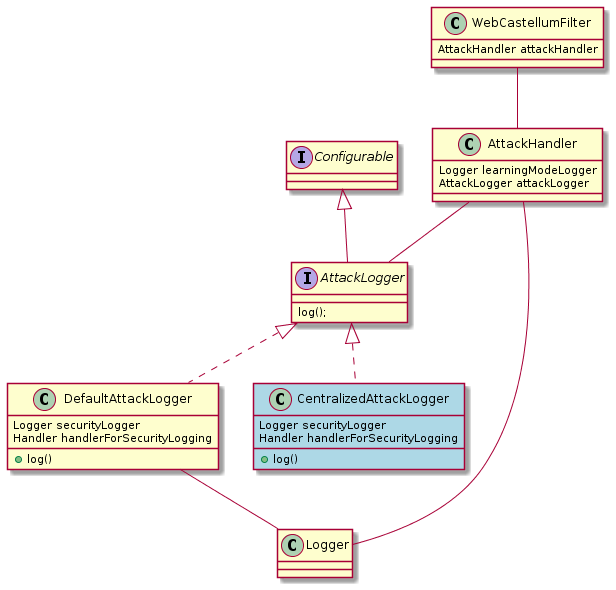 C WebCastellumFilter
AttackHandler attackHandler
C AttackHandler
Logger learningModeLogger
AttackLogger attackLogger
I Configurable
I AttackLogger
log();
C DefaultAttackLogger
Logger securityLogger
Handler handlerForSecurityLogging
log()
C CentralizedAttackLogger
Logger securityLogger
Handler handlerForSecurityLogging
log()
C Logger